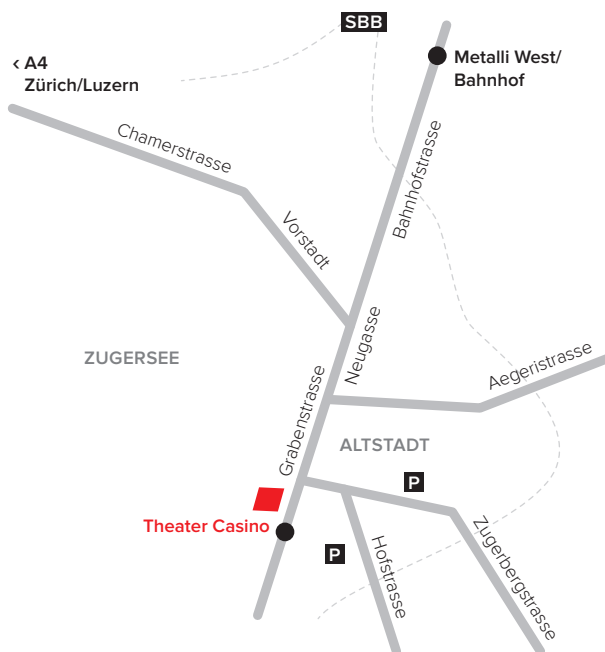 SBB
‹ A4
Zürich/Luzern
Metalli West/
Bahnhof
Chamerstrasse
Bahnhofstrasse
Vorstadt
Neugasse
ZUGERSEE
Aegeristrasse
Grabenstrasse
ALTSTADT
P
Theater Casino
P
Hofstrasse
Zugerbergstrasse